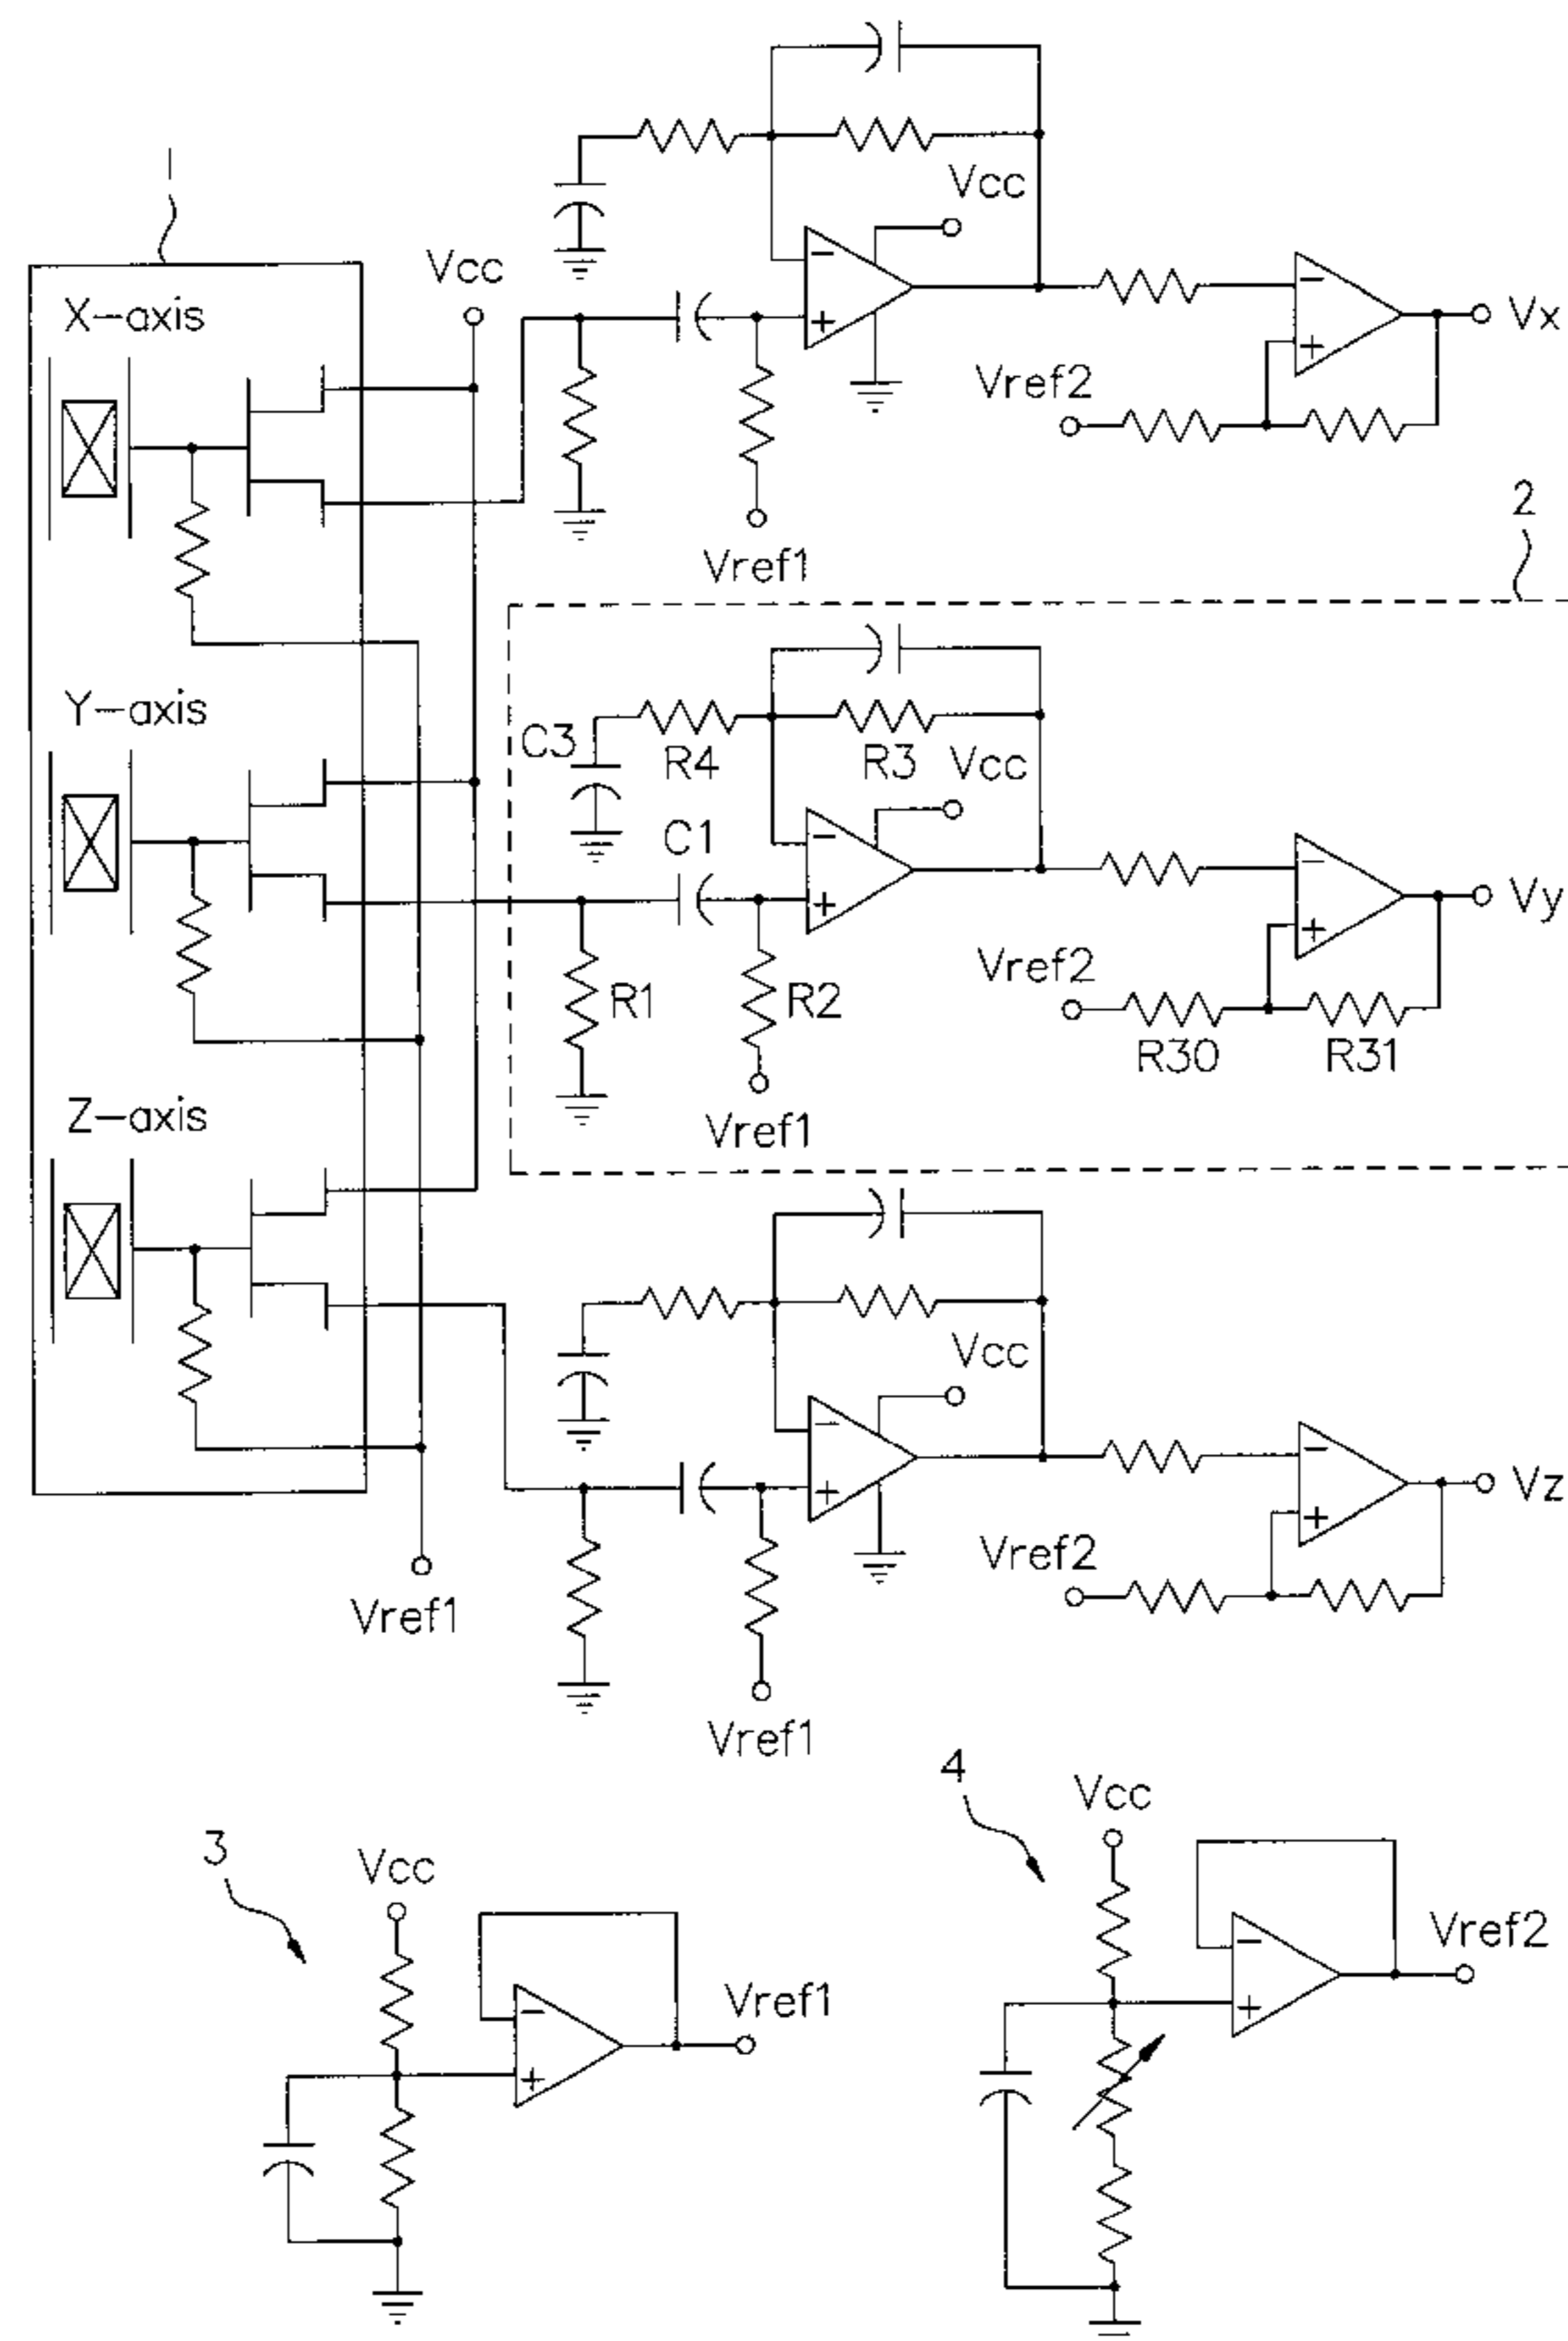 Vcc
1
Vcc
X-axis
Vx
Vref2
2
Vref1
Y-axis
C3
R4
R3
Vcc
C1
Vy
Vref2
R1
R2
R30
R31
Z-axis
Vref1
Vcc
Vz
Vref2
Vref1
Vref1
4
Vcc
3
Vcc
Vref2
Vref1